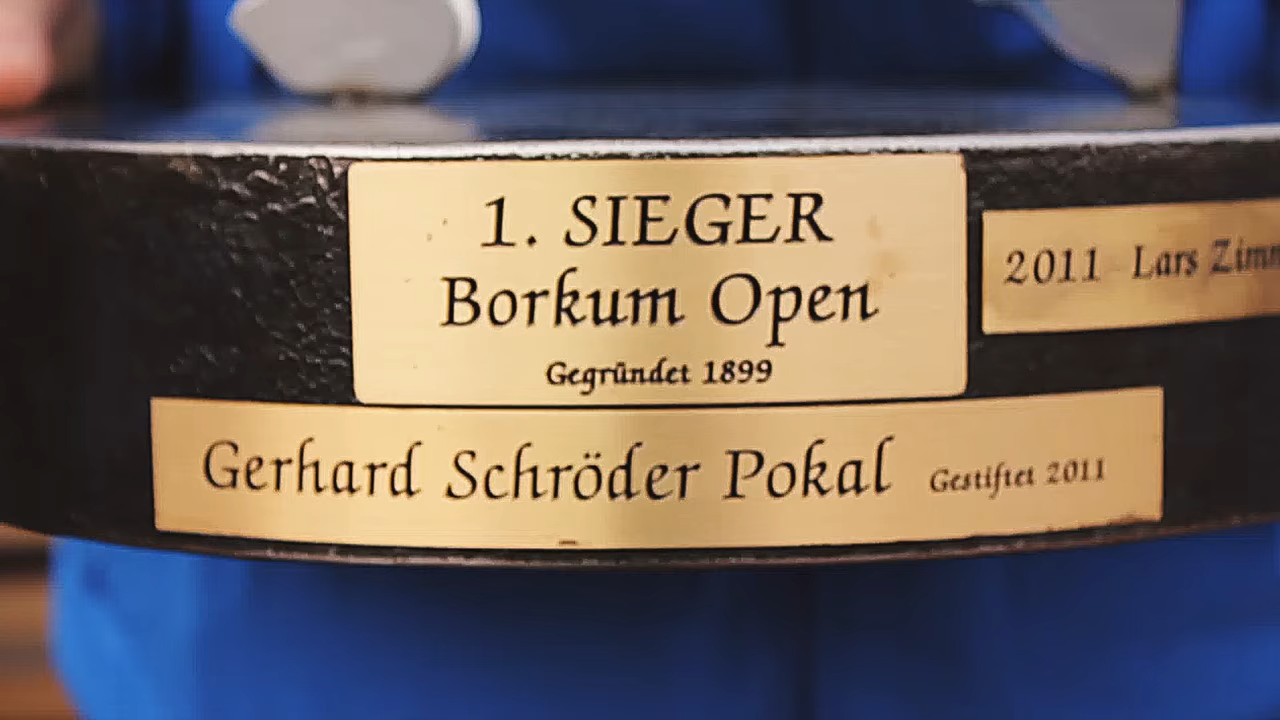 1. SIEGER
Borkum Open
Gegründet 1899
2011 Lars
Gerhard Schröder Pokal Gestiftet 2011